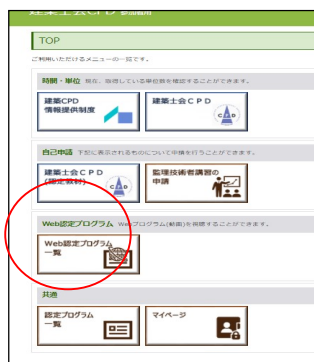 建築士会CPD 参加履歴
TOP
ご利用いただけるメニューの一覧です。
時間・単位 現在、取得している単位数を確認することができます。
建築CPD
情報提供制度
建築士会CPD
CPD
自己申請 下記に表示されるものについて申請を行うことができます。
建築士会CPD
(認定教材)
CPD
監理技術者講習の
申請
Web認定プログラム Webプログラム(動画)を視聴することができます。
Web認定プログラム
一覧
共通
認定プログラム
一覧
マイページ